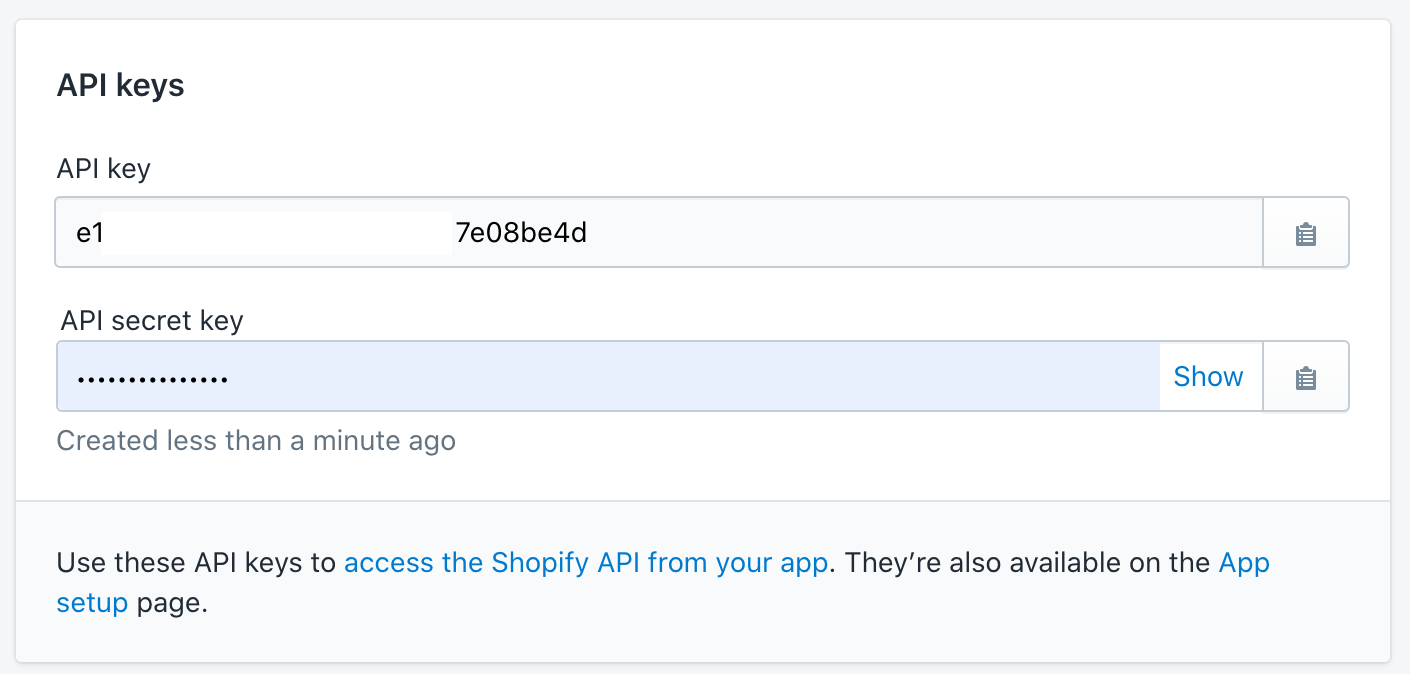 API keys
API key
e1 7e08be4d
API secret key
•••••••••••••••
Show
Created less than a minute ago
Use these API keys to access the Shopify API from your app. They’re also available on the App
setup page.